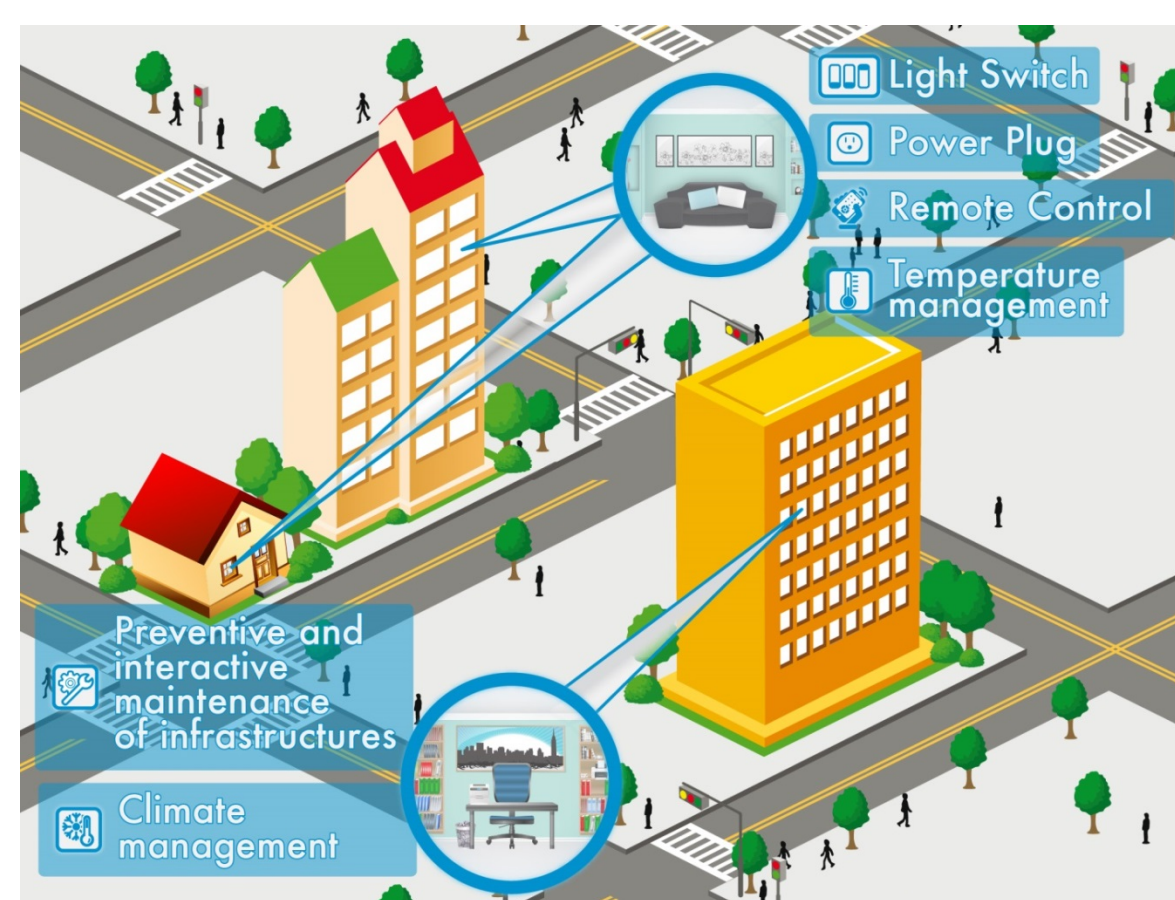 Light Switch
Power Plug
Remote Control
Temperature
management
Preventive and
interactive
maintenance
of infrastructures
Climate
management